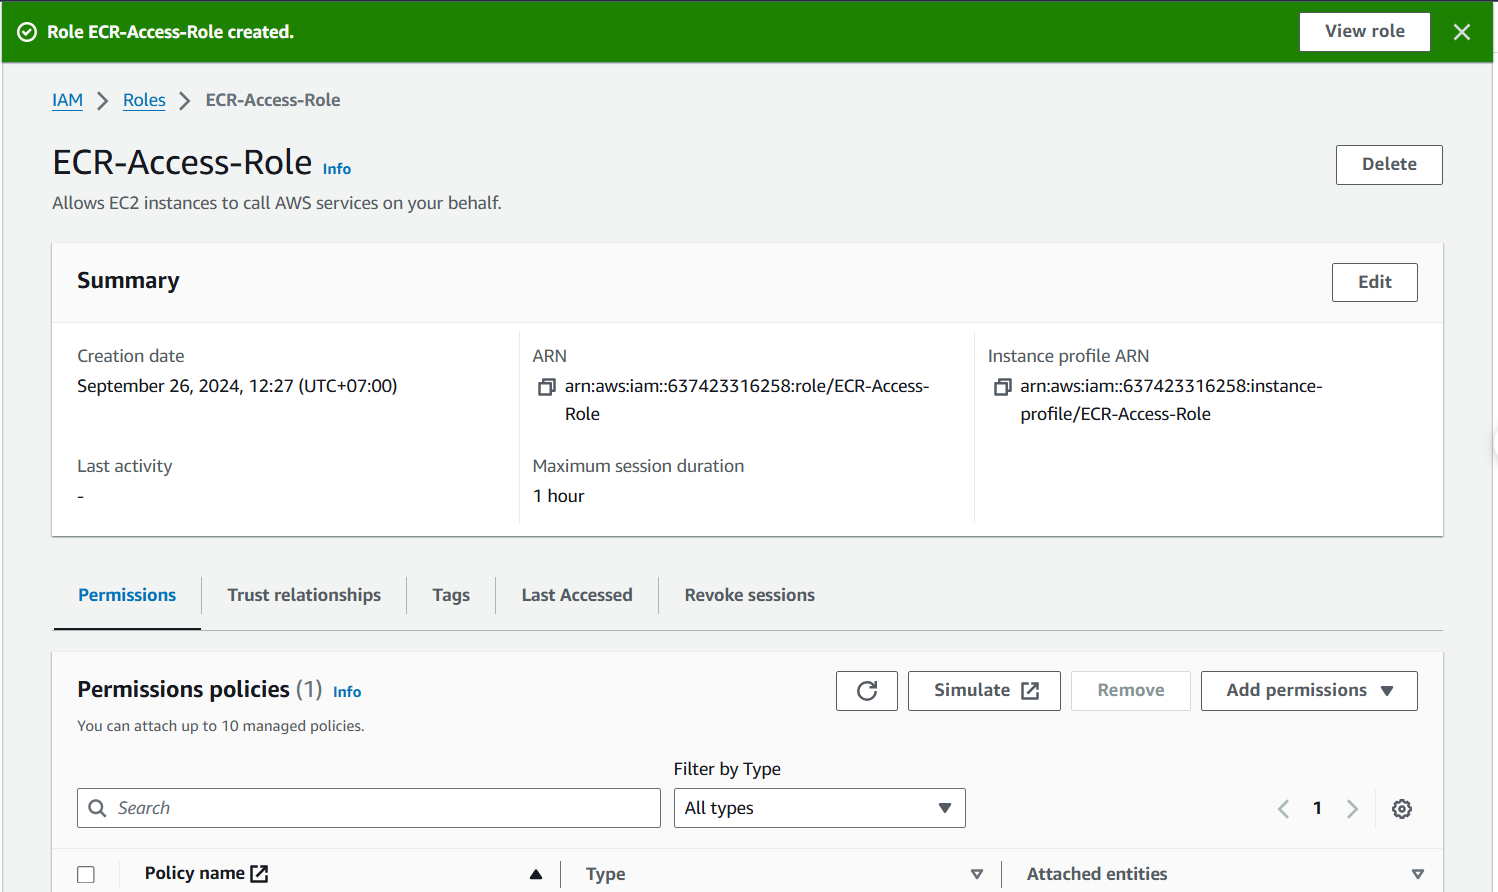 Role ECR-Access-Role created.
View role
IAM
Roles
ECR-Access-Role
ECR-Access-Role Info
Delete
Allows EC2 instances to call AWS services on your behalf.
Summary
Edit
Creation date
September 26, 2024, 12:27 (UTC+07:00)
ARN
arn:aws:iam::637423316258:role/ECR-Access-
Role
Instance profile ARN
arn:aws:iam::637423316258:instance-
profile/ECR-Access-Role
Last activity
-
Maximum session duration
1 hour
Permissions
Trust relationships
Tags
Last Accessed
Revoke sessions
Permissions policies (1) Info
You can attach up to 10 managed policies.
Simulate
Remove
Add permissions
Filter by Type
Search
All types
1
Policy name
Type
Attached entities